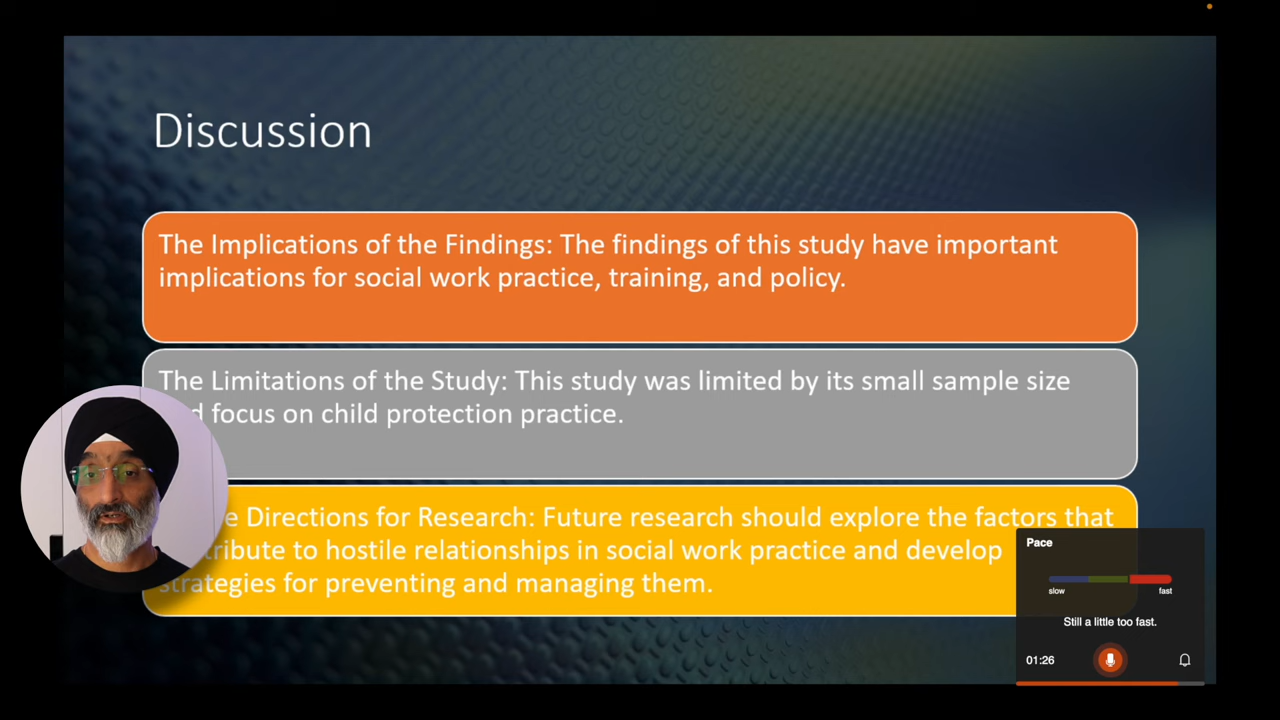 Discussion
The Implications of the Findings: The findings of this study have important
implications for social work practice, training, and policy.
The Limitations of the Study: This study was limited by its small sample size
focus on child protection practice.
Directions for Research: Future research should explore the factors that
to hostile relationships in social work practice and develop
strategies for preventing and managing them.
Pace
slow fast
Still a little too fast.
01:26